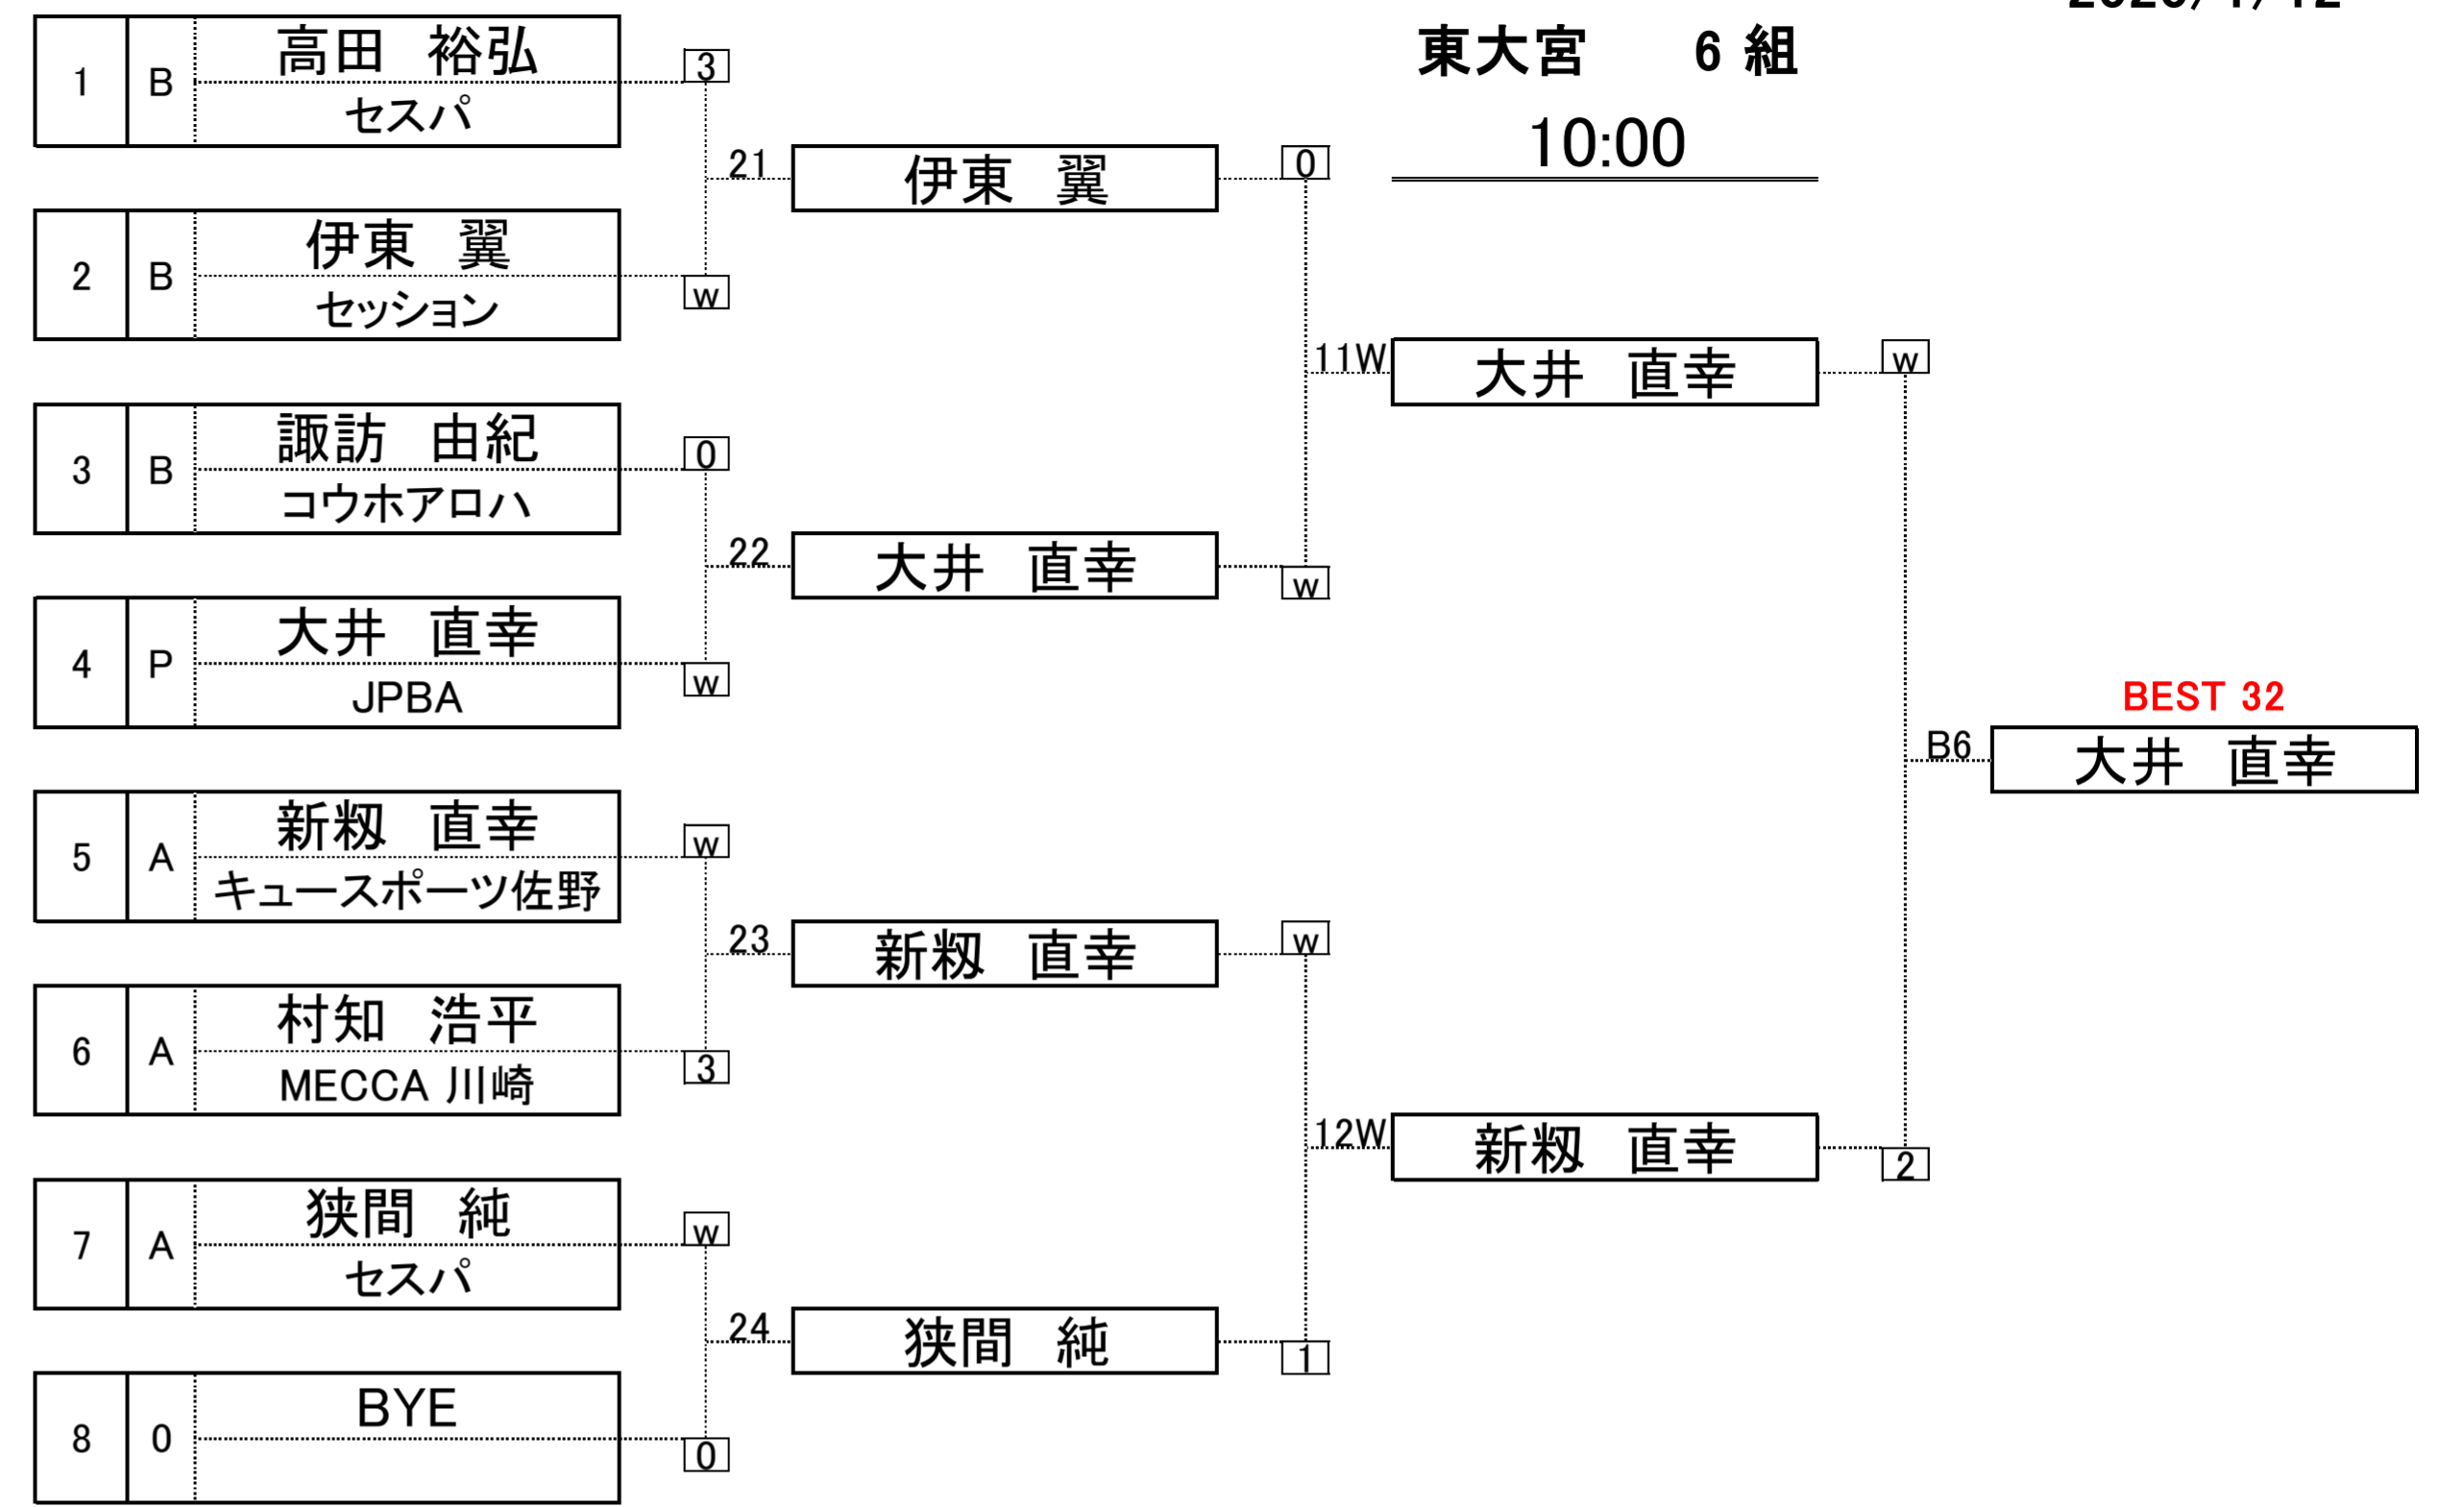 東大宮 6 組
10:00
1 B 高田 裕弘 3
セスパ
21 伊東 翼 0
2 B 伊東 翼 w
セッション
11W 大井 直幸 w
3 B 諏訪 由紀 0
コウホアロハ
22 大井 直幸 w
4 P 大井 直幸 w
JPBA
BEST 32
B6 大井 直幸
5 A 新籾 直幸 w
キュースポーツ佐野
23 新籾 直幸 w
6 A 村知 浩平 3
MECCA 川崎
12W 新籾 直幸 2
7 A 狭間 純 w
セスパ
24 狭間 純 1
8 0 BYE 0